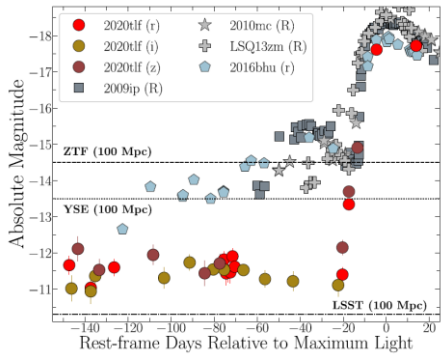 2020tlf (r)
2020tlf (i)
2020tlf (z)
2009ip (R)
2010mc (R)
LSQ13zm (R)
2016bhu (r)
ZTF (100 Mpc)
YSE (100 Mpc)
LSST (100 Mpc)
Absolute Magnitude
−18
−17
−16
−15
−14
−13
−12
−11
−140 −120 −100 −80 −60 −40 −20 0 20
Rest-frame Days Relative to Maximum Light